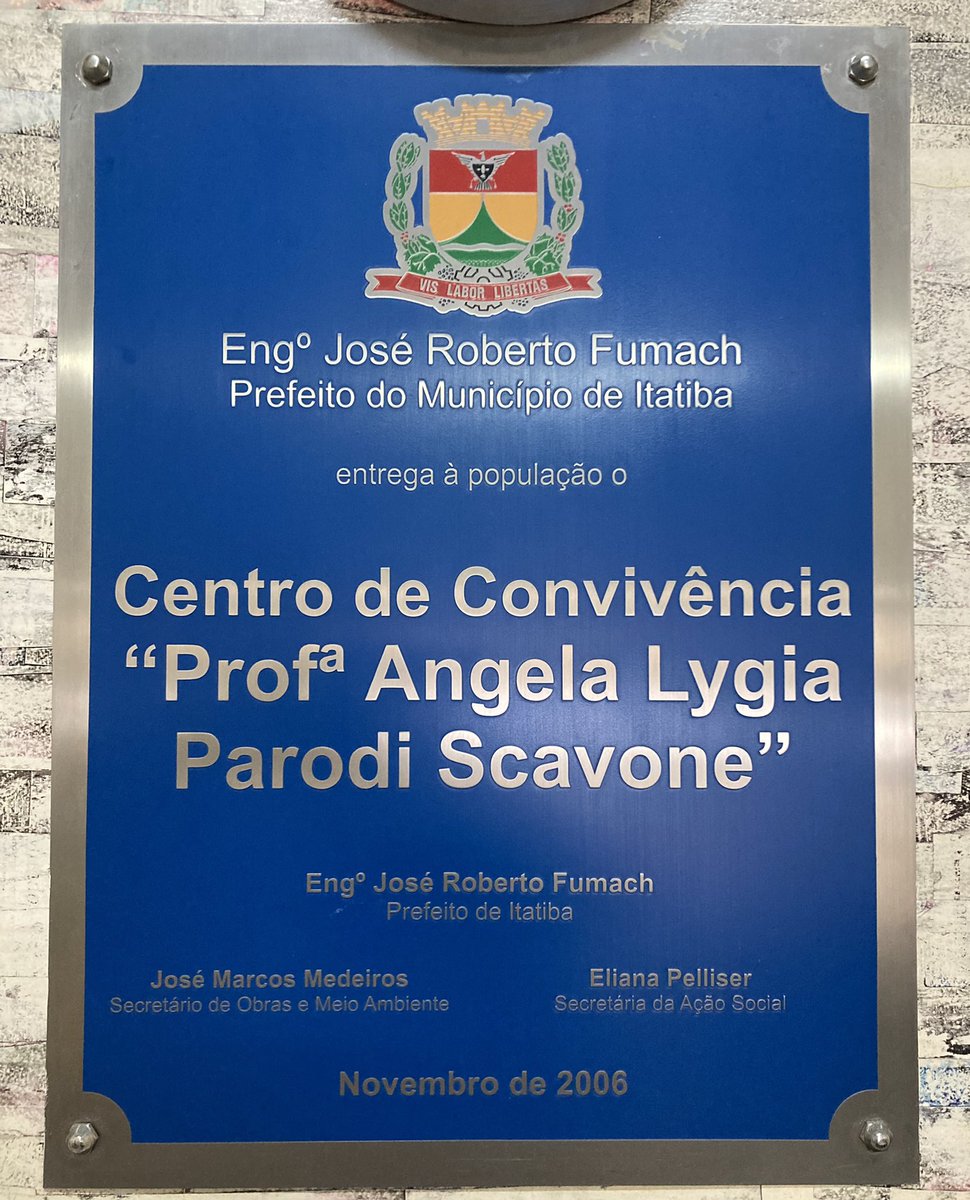 VIS LABOR LIBERTAS
Engº José Roberto Fumach
Prefeito do Município de Itatiba
entrega à população o
Centro de Convivência
“Profª Angela Lygia
Parodi Scavone”
Engº José Roberto Fumach
Prefeito de Itatiba
José Marcos Medeiros
Secretário de Obras e Meio Ambiente
Eliana Pelliser
Secretária da Ação Social
Novembro de 2006